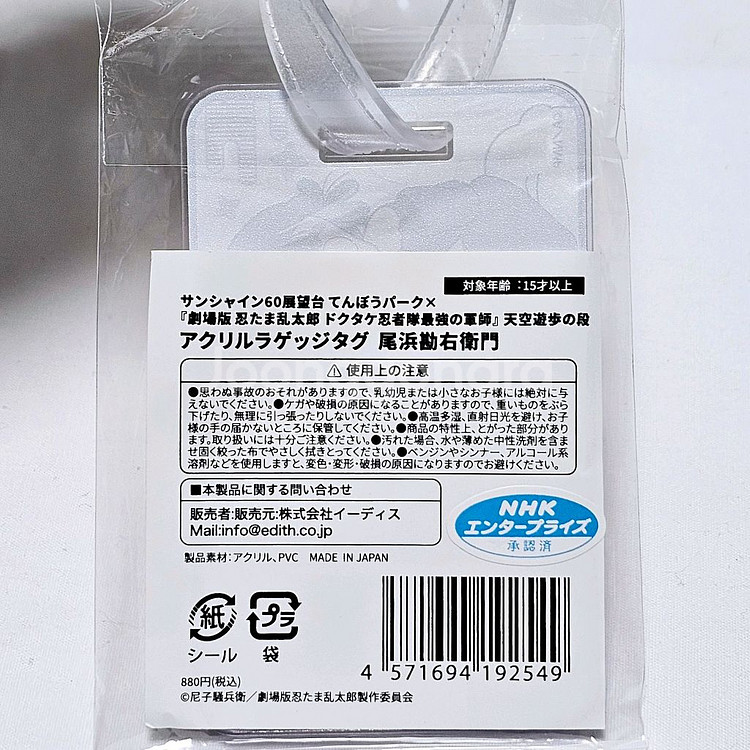 対象年齢：15才以上
サンシャイン60展望台 てんぼうパーク×
『劇場版 忍たま乱太郎 ドクタケ忍者隊最強の軍師』 天空遊歩の段
アクリルラゲッジタグ 尾浜勘右衛門
⚠使用上の注意
●思わぬ事故のおそれがありますので、乳幼児または小さなお子様には絶対に与
えないでください。●ケガや破損の原因になることがありますので、重いものをぶら
下げたり、無理に引っ張ったりしないでください。●高温多湿、直射日光を避け、お子
様の手の届かないところに保管してください。●商品の特性上、とがった部分があり
ます。取り扱いには十分ご注意ください。●汚れた場合、水や薄めた中性洗剤を含ま
せ固く絞った布でやさしく拭きとってください。●ベンジンやシンナー、アルコール系
溶剤などを使用しますと、変色・変形・破損の原因になりますのでお避けください。
■本製品に関する問い合わせ
販売者:販売元:株式会社イーディス
Mail:info@edith.co.jp
NHK
エンタープライズ
承認済
製品素材：アクリル、PVC MADE IN JAPAN
紙
シール
プラ
袋
4 571694 192549
880円(税込)
©尼子騒兵衛／劇場版忍たま乱太郎製作委員会